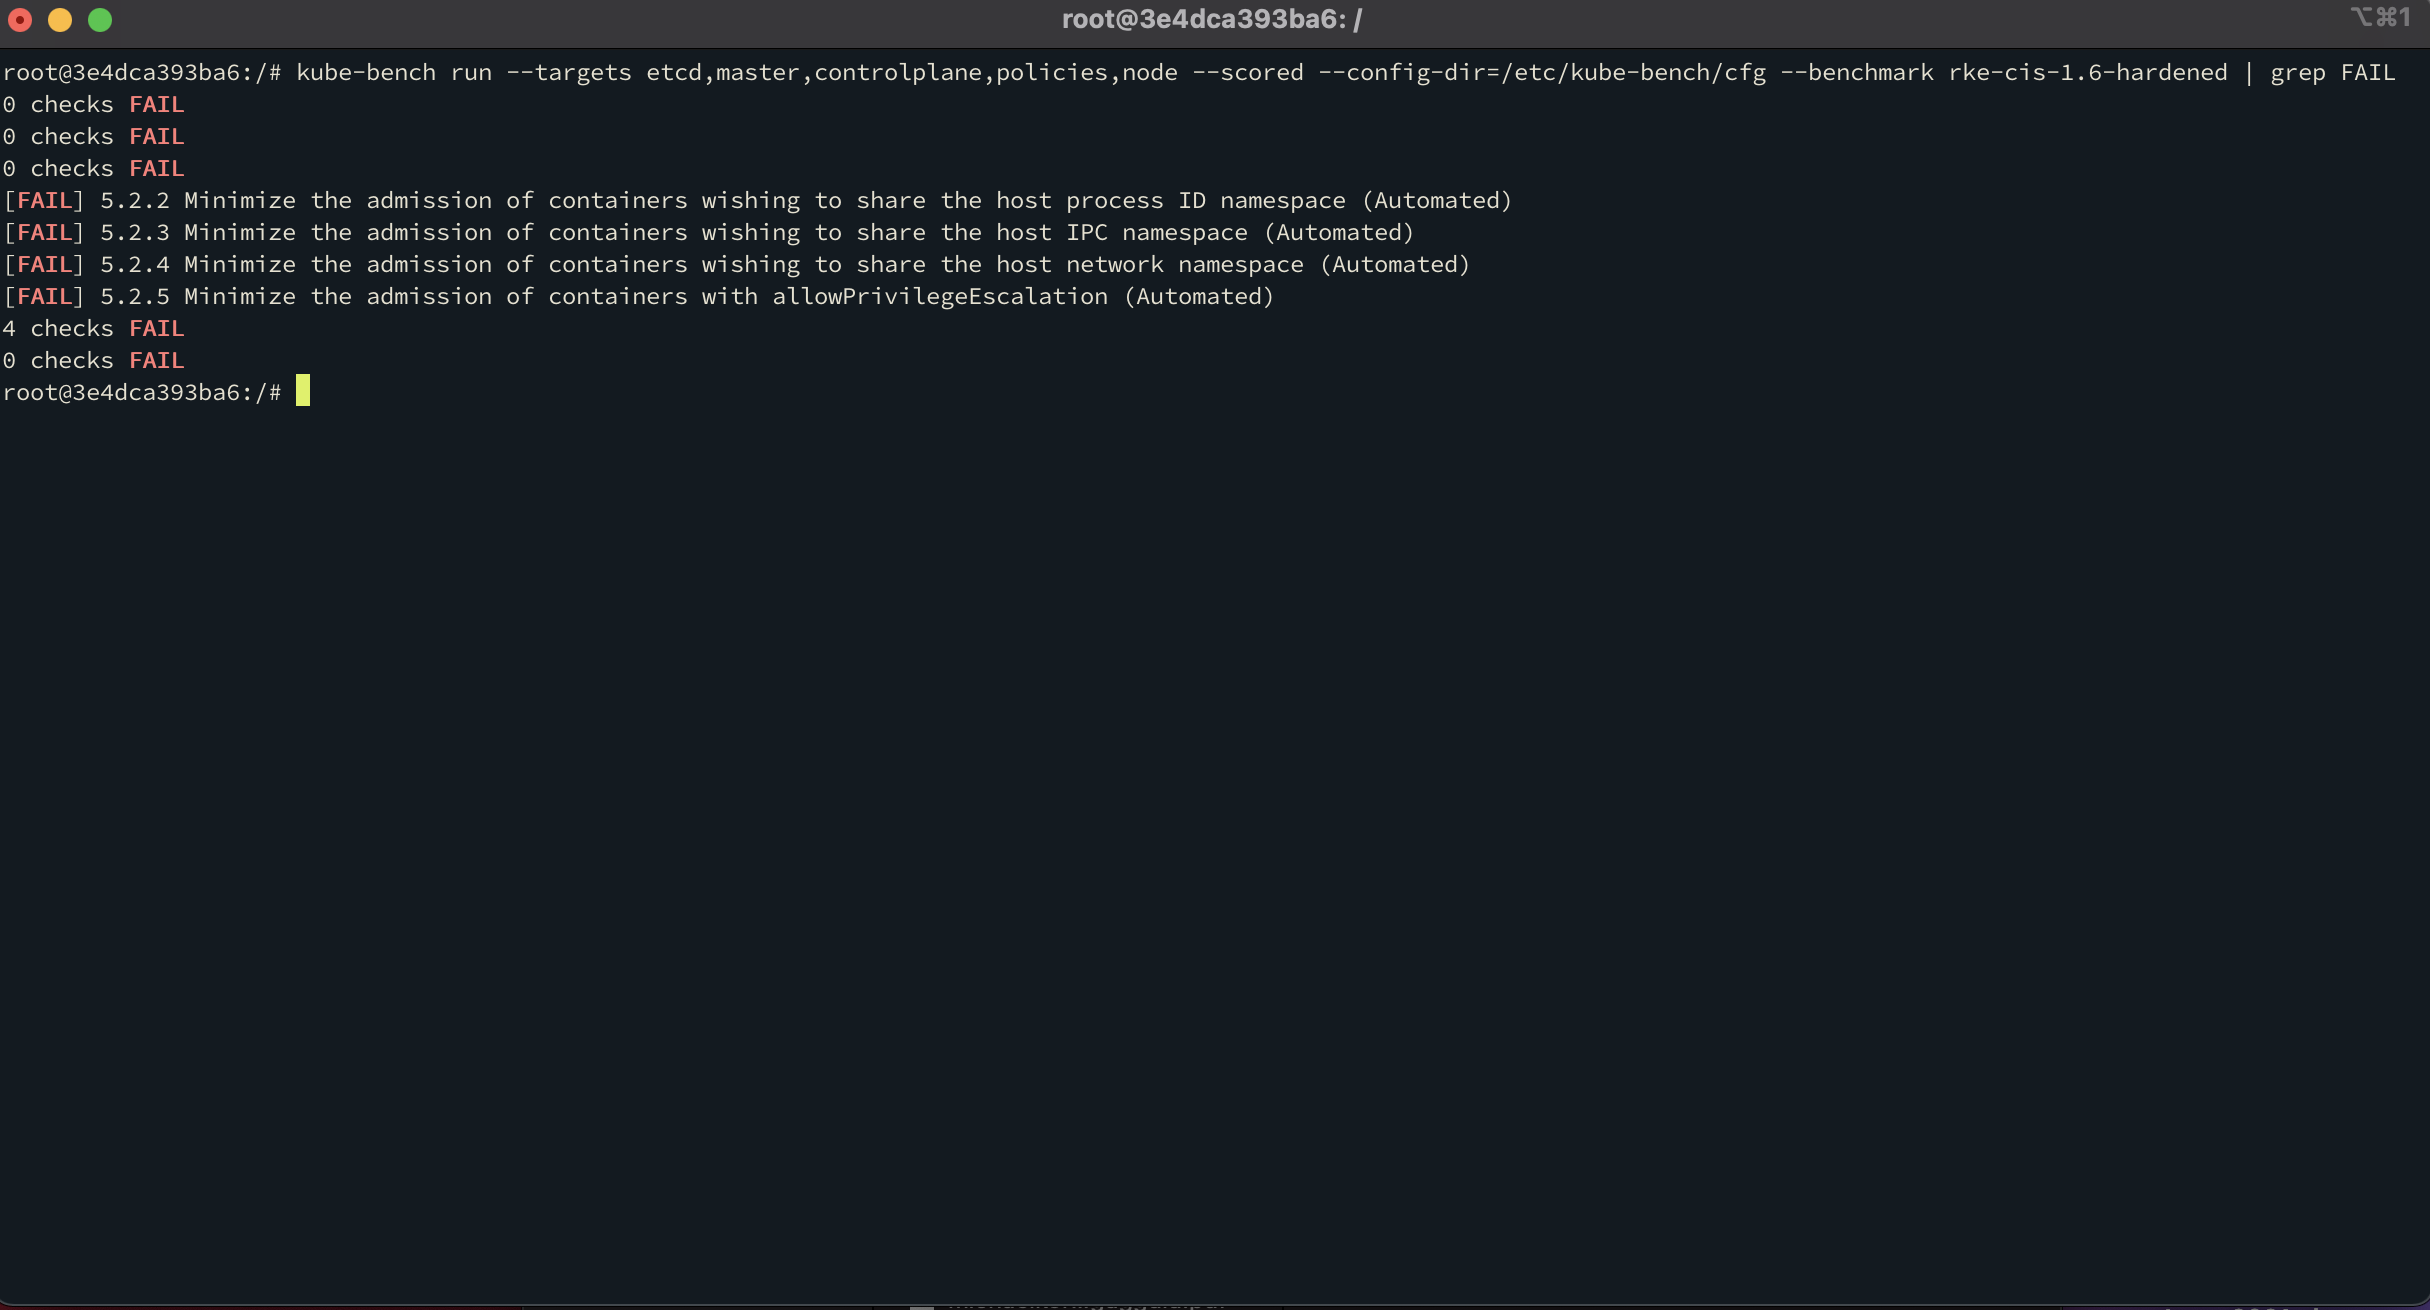 root@3e4dca393ba6: /
⌥⌘1
root@3e4dca393ba6:/# kube-bench run --targets etcd,master,controlplane,policies,node --scored --config-dir=/etc/kube-bench/cfg --benchmark rke-cis-1.6-hardened | grep FAIL
0 checks FAIL
0 checks FAIL
0 checks FAIL
[FAIL] 5.2.2 Minimize the admission of containers wishing to share the host process ID namespace (Automated)
[FAIL] 5.2.3 Minimize the admission of containers wishing to share the host IPC namespace (Automated)
[FAIL] 5.2.4 Minimize the admission of containers wishing to share the host network namespace (Automated)
[FAIL] 5.2.5 Minimize the admission of containers with allowPrivilegeEscalation (Automated)
4 checks FAIL
0 checks FAIL
root@3e4dca393ba6:/#